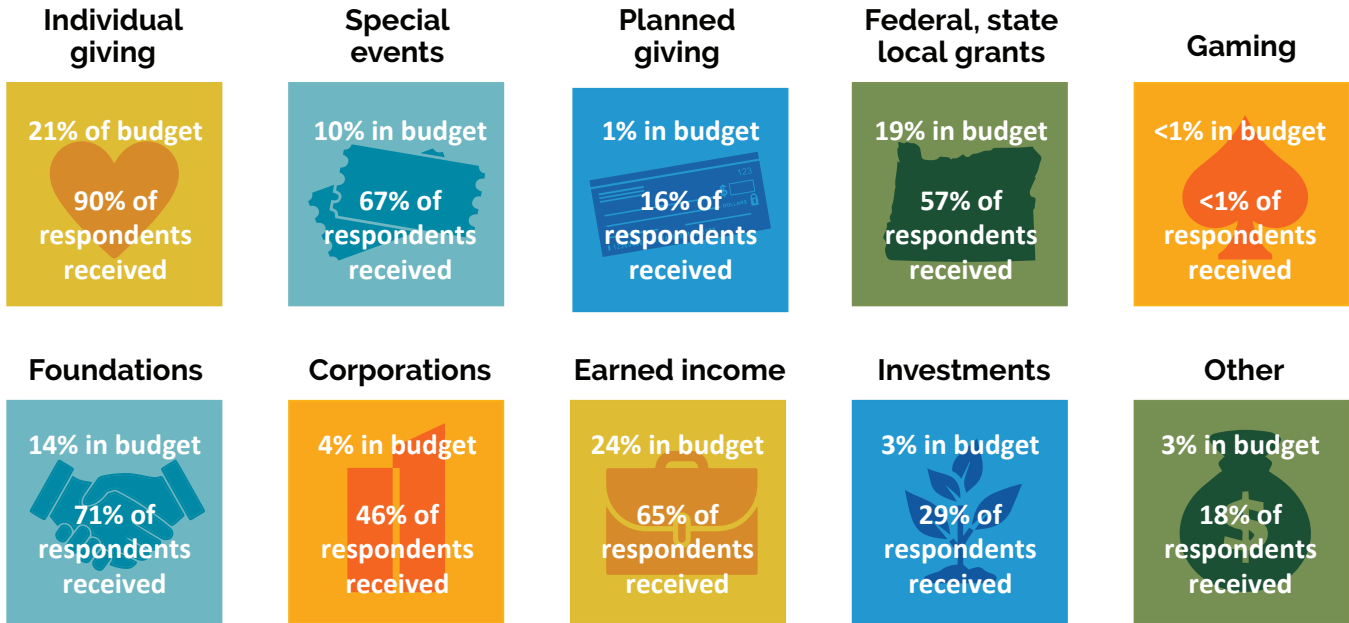 Individual
giving
21% of budget
90% of
respondents
received
Special
events
10% in budget
67% of
respondents
received
Planned
giving
1% in budget
123
$
DOLLARS
16% of
respondents
received
Federal, state
local grants
19% in budget
57% of
respondents
received
Gaming
<1% in budget
<1% of
respondents
received
Foundations
14% in budget
71% of
respondents
received
Corporations
4% in budget
46% of
respondents
received
Earned income
24% in budget
65% of
respondents
received
Investments
3% in budget
29% of
respondents
received
Other
3% in budget
$
18% of
respondents
received